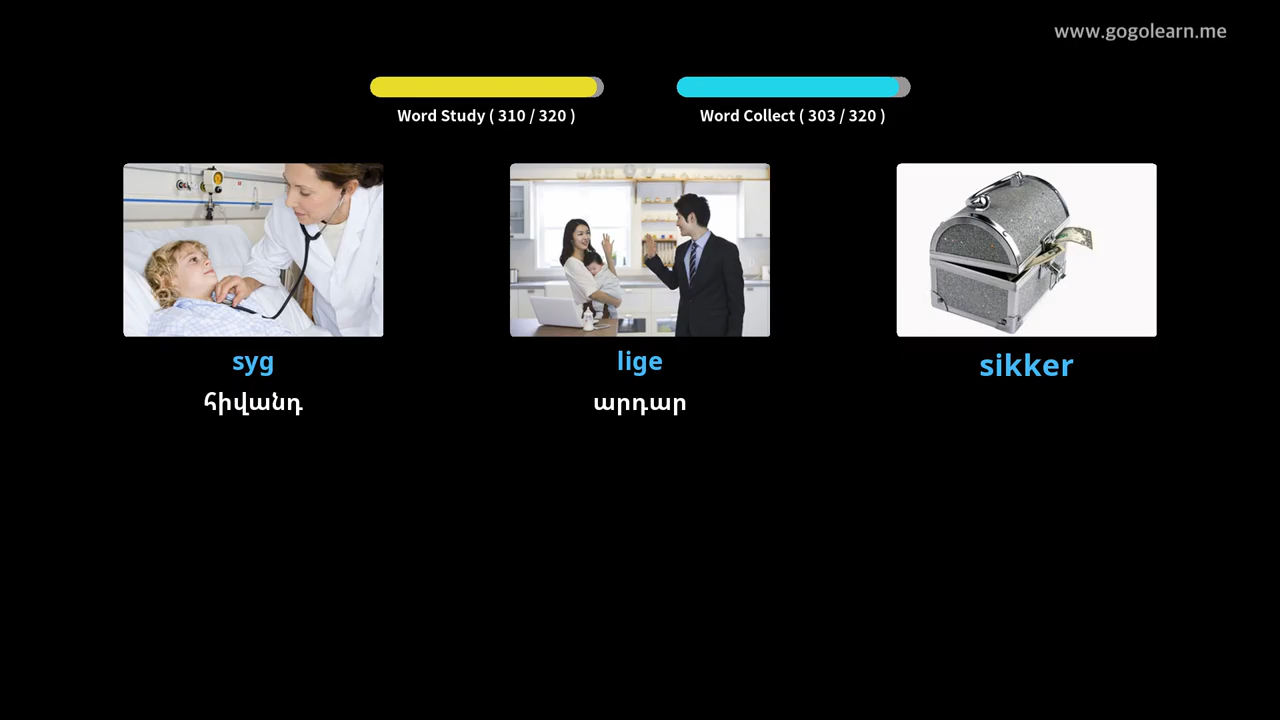 www.gogolearn.me
Word Study ( 310 / 320 )
Word Collect ( 303 / 320 )
syg
lige
sikker
հիվանդ
արդար